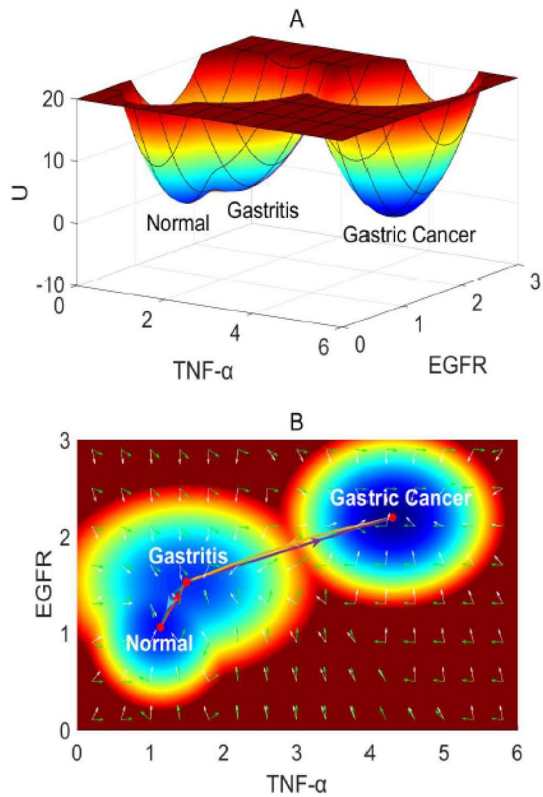 A
20
10
0
-10
U
Normal
Gastritis
Gastric Cancer
0
2
4
6
TNF-α
0
1
2
3
EGFR
B
3
2
1
0
EGFR
Gastric Cancer
Gastritis
Normal
0 1 2 3 4 5 6
TNF-α